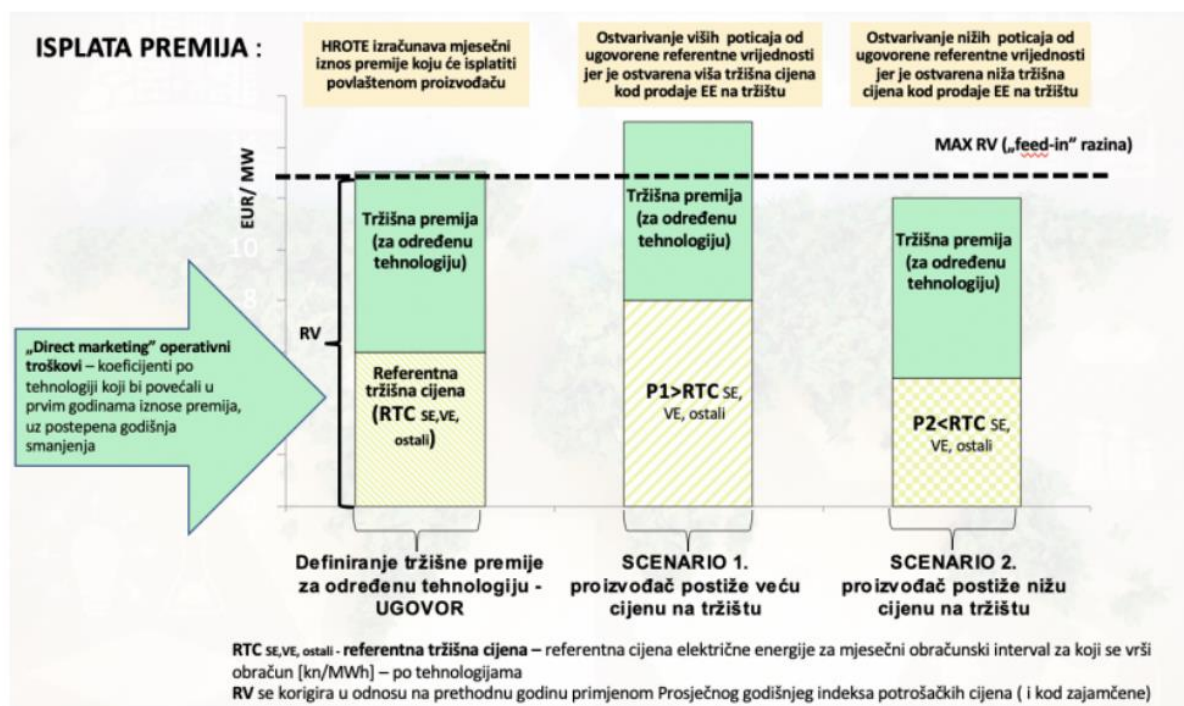 ISPLATA PREMIJA :
HROTE izračunava mjesečni
iznos premije koju će isplatiti
povlaštenom proizvođaču
Ostvarivanje viših poticaja od
ugovorene referentne vrijednosti
jer je ostvarena viša tržišna cijena
kod prodaje EE na tržištu
Ostvarivanje nižih poticaja od
ugovorene referentne vrijednosti
jer je ostvarena niža tržišna
cijena kod prodaje EE na tržištu
MAX RV („feed-in” razina)
EUR/ MW
10
8
RV
Tržišna premija
(za određenu
tehnologiju)
Referentna
tržišna cijena
(RTC SE,VE,
ostali)
Tržišna premija
(za određenu
tehnologiju)
P1>RTC SE,
VE, ostali
Tržišna premija
(za određenu
tehnologiju)
P2<RTC SE,
VE, ostali
„Direct marketing” operativni
troškovi – koeficijenti po
tehnologiji koji bi povećali u
prvim godinama iznose premija,
uz postepena godišnja
smanjenja
Definiranje tržišne premije
za određenu tehnologiju -
UGOVOR
SCENARIO 1.
proizvođač postiže veću
cijenu na tržištu
SCENARIO 2.
proizvođač postiže nižu
cijenu na tržištu
RTC SE,VE, ostali - referentna tržišna cijena – referentna cijena električne energije za mjesečni obračunski interval za koji se vrši
obračun [kn/MWh] – po tehnologijama
RV se korigira u odnosu na prethodnu godinu primjenom Prosječnog godišnjeg indeksa potrošačkih cijena ( i kod zajamčene)